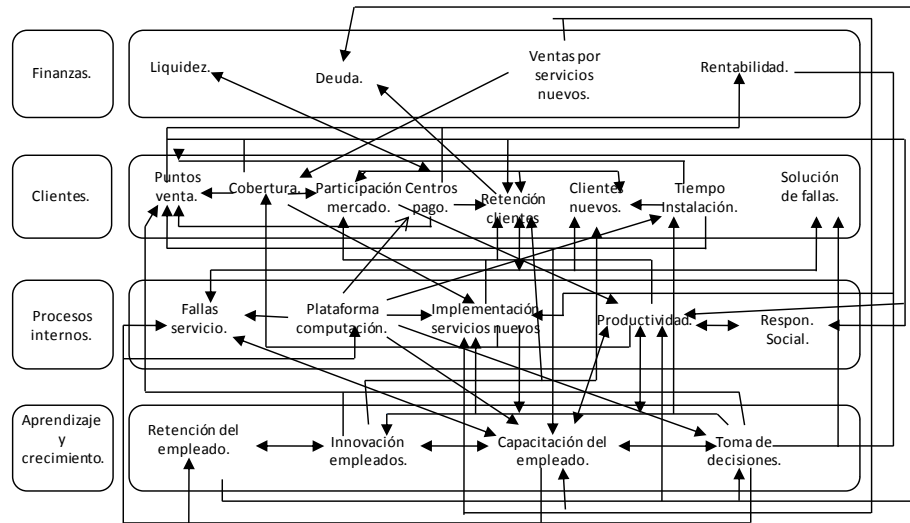 Finanzas.
Liquidez.
Deuda.
Ventas por
servicios
nuevos.
Rentabilidad.
Clientes.
Puntos
venta.
Cobertura.
Participación
mercado.
Centros
pago.
Retención
clientes
Clientes
nuevos.
Tiempo
Instalación.
Solución
de fallas.
Procesos
internos.
Fallas
servicio.
Plataforma
computación.
Implementación
servicios nuevos
Productividad.
Respon.
Social.
Aprendizaje
y
crecimiento.
Retención del
empleado.
Innovación
empleados.
Capacitación del
empleado.
Toma de
decisiones.